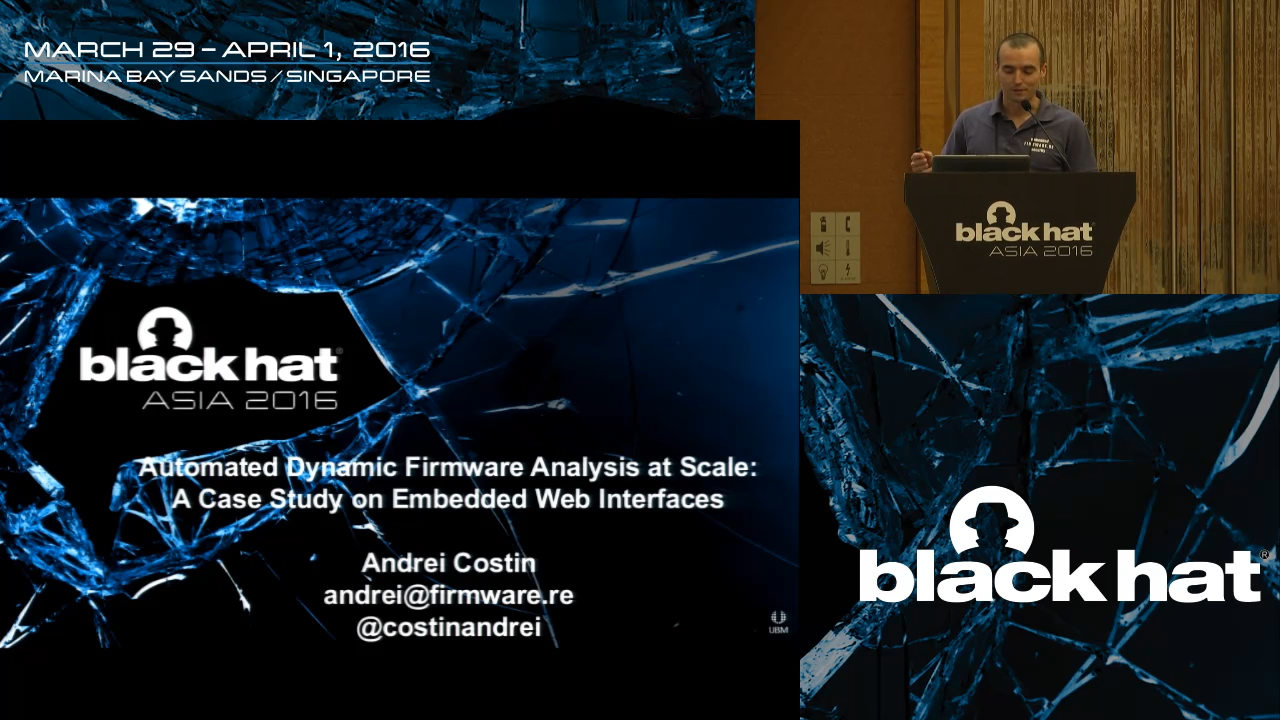 MARCH 29 – APRIL 1, 2016
MARINA BAY SANDS / SINGAPORE
black hat
ASIA 2016
black hat®
ASIA 2016
Automated Dynamic Firmware Analysis at Scale:
A Case Study on Embedded Web Interfaces
Andrei Costin
andrei@firmware.re
@costinandrei
UBM
black hat®